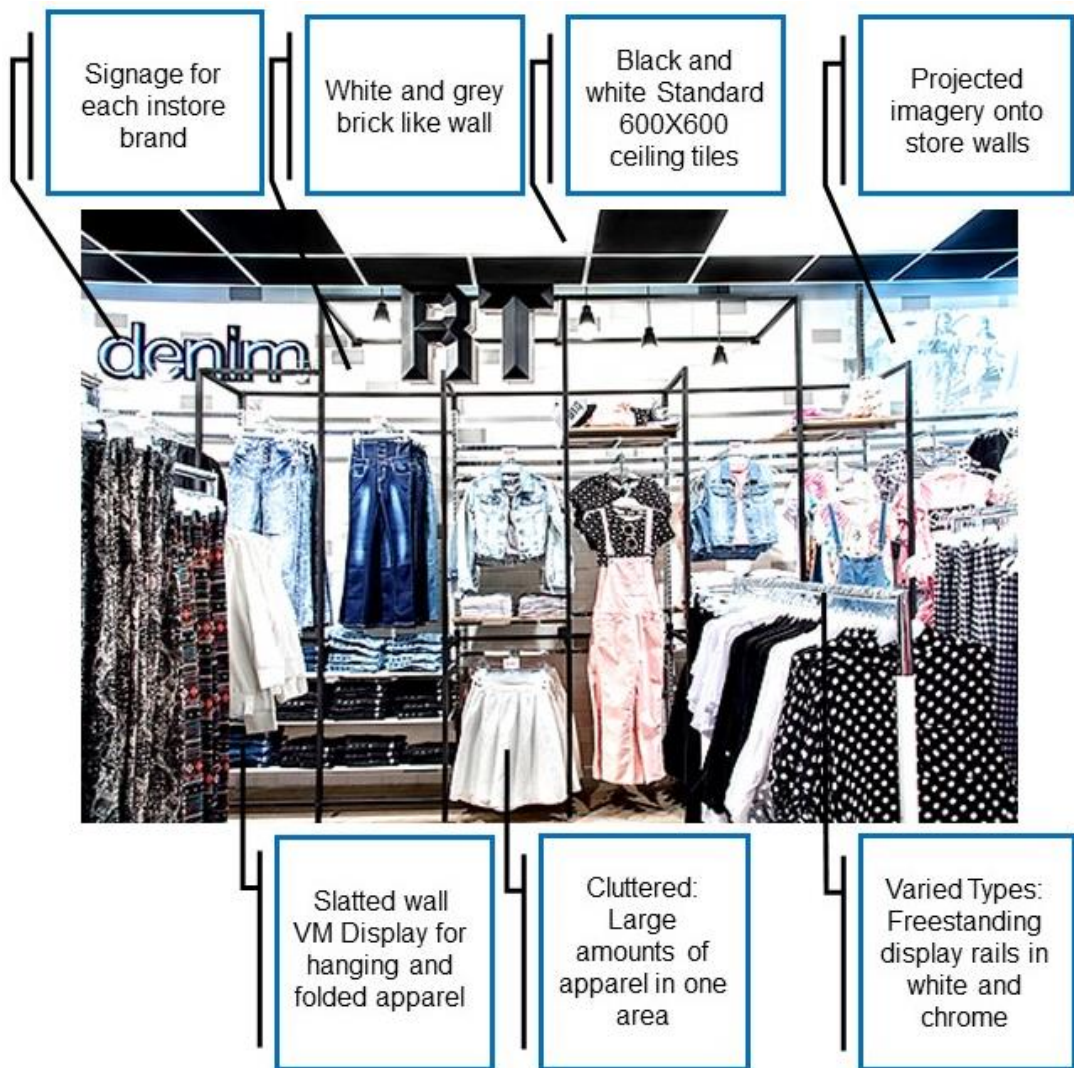 Signage for
each instore
brand
White and grey
brick like wall
Black and
white Standard
600X600
ceiling tiles
Projected
imagery onto
store walls
denim
RT
Slatted wall
VM Display for
hanging and
folded apparel
Cluttered:
Large
amounts of
apparel in one
area
Varied Types:
Freestanding
display rails in
white and
chrome